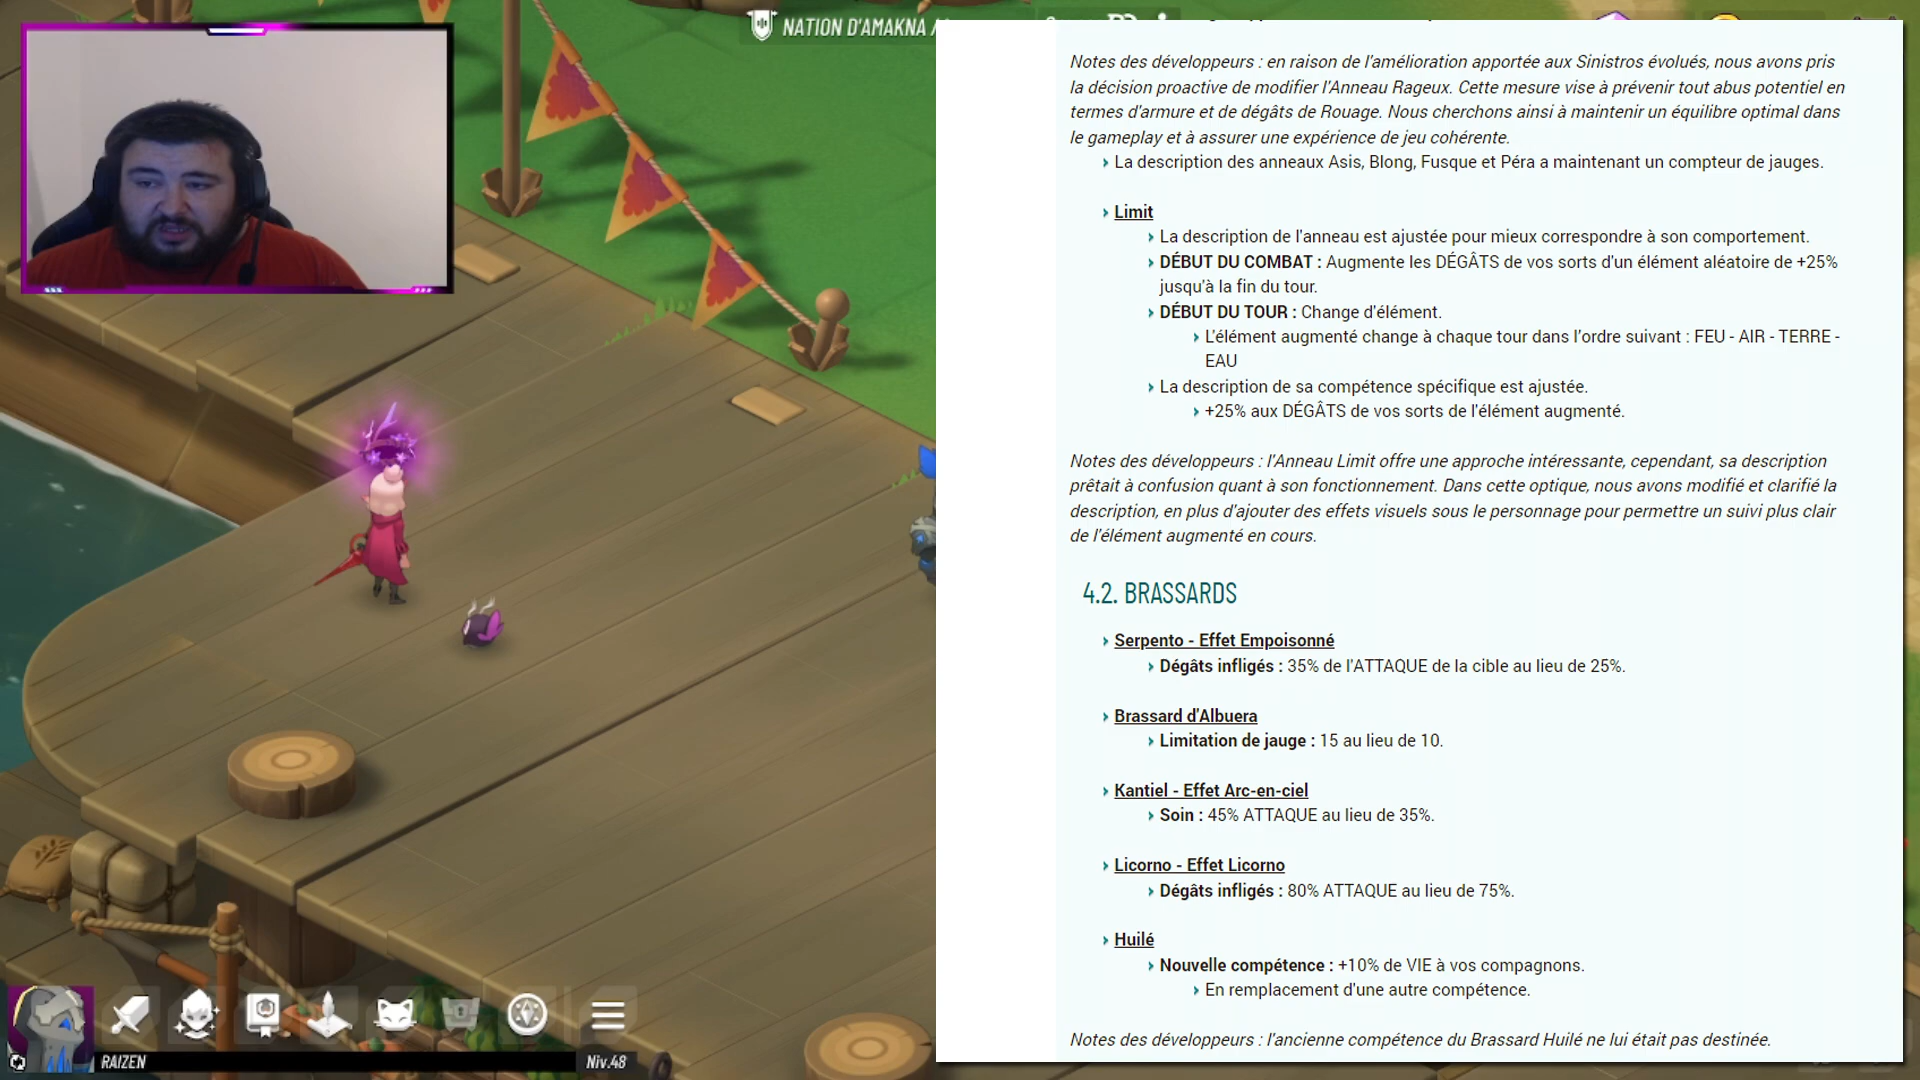 NATION D'AMAKNA
Notes des développeurs : en raison de l'amélioration apportée aux Sinistros évolués, nous avons pris
la décision proactive de modifier l'Anneau Rageux. Cette mesure vise à prévenir tout abus potentiel en
termes d'armure et de dégâts de Rouage. Nous cherchons ainsi à maintenir un équilibre optimal dans
le gameplay et à assurer une expérience de jeu cohérente.
La description des anneaux Asis, Blong, Fusque et Péra a maintenant un compteur de jauges.
Limit
La description de l'anneau est ajustée pour mieux correspondre à son comportement.
DÉBUT DU COMBAT : Augmente les DÉGÂTS de vos sorts d'un élément aléatoire de +25%
jusqu'à la fin du tour.
DÉBUT DU TOUR : Change d'élément.
L'élément augmenté change à chaque tour dans l'ordre suivant : FEU - AIR - TERRE -
EAU
La description de sa compétence spécifique est ajustée.
+25% aux DÉGÂTS de vos sorts de l'élément augmenté.
Notes des développeurs : l'Anneau Limit offre une approche intéressante, cependant, sa description
prêtait à confusion quant à son fonctionnement. Dans cette optique, nous avons modifié et clarifié la
description, en plus d'ajouter des effets visuels sous le personnage pour permettre un suivi plus clair
de l'élément augmenté en cours.
4.2. BRASSARDS
Serpento - Effet Empoisonné
Dégâts infligés : 35% de l'ATTAQUE de la cible au lieu de 25%.
Brassard d'Albuera
Limitation de jauge : 15 au lieu de 10.
Kantiel - Effet Arc-en-ciel
Soin : 45% ATTAQUE au lieu de 35%.
Licorno - Effet Licorno
Dégâts infligés : 80% ATTAQUE au lieu de 75%.
Huilé
Nouvelle compétence : +10% de VIE à vos compagnons.
En remplacement d'une autre compétence.
Notes des développeurs : l'ancienne compétence du Brassard Huilé ne lui était pas destinée.
RAIZEN
Niv.48